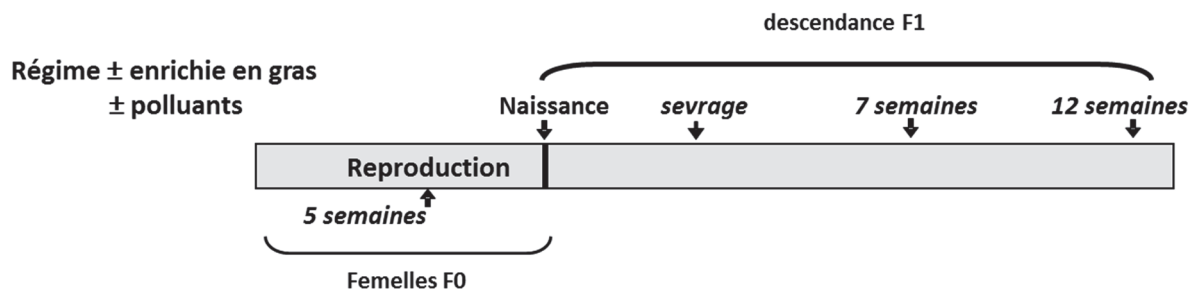 descendance F1
Régime ± enrichie en gras
± polluants
Naissance
sevrage
7 semaines
12 semaines
Reproduction
5 semaines
Femelles F0